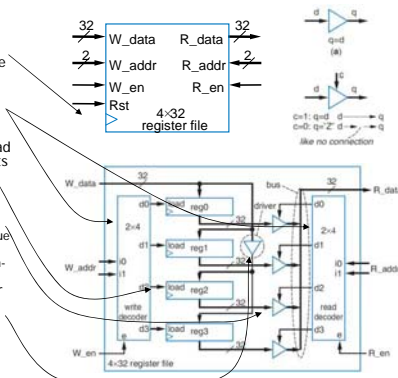 32
W_data R_data
32
2
W_addr R_addr
2
W_en R_en
Rst
4×32
register file
d q
q=d
(a)
c
d q
c=1: q=d d q
c=0: q='Z' d q
like no connection
32
W_data
bus
32
R_data
d0 load reg0
driver
d0
2×4
32
2×4
d1 load reg1
d1
W_addr
i0
i1
32
i0
i1
R_addr
d2 load reg2
d2
write
decoder
32
read
decoder
d3 load reg3
d3
e
32
e
W_en
R_en
4×32 register file